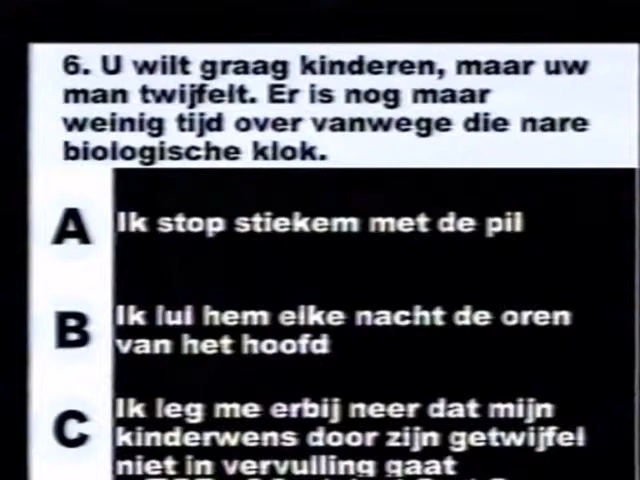 6. U wilt graag kinderen, maar uw
man twijfelt. Er is nog maar
weinig tijd over vanwege die nare
biologische klok.
A
Ik stop stiekem met de pil
B
Ik lul hem elke nacht de oren
van het hoofd
C
Ik leg me erbij neer dat mijn
kinderwens door zijn getwijfel
niet in vervulling gaat